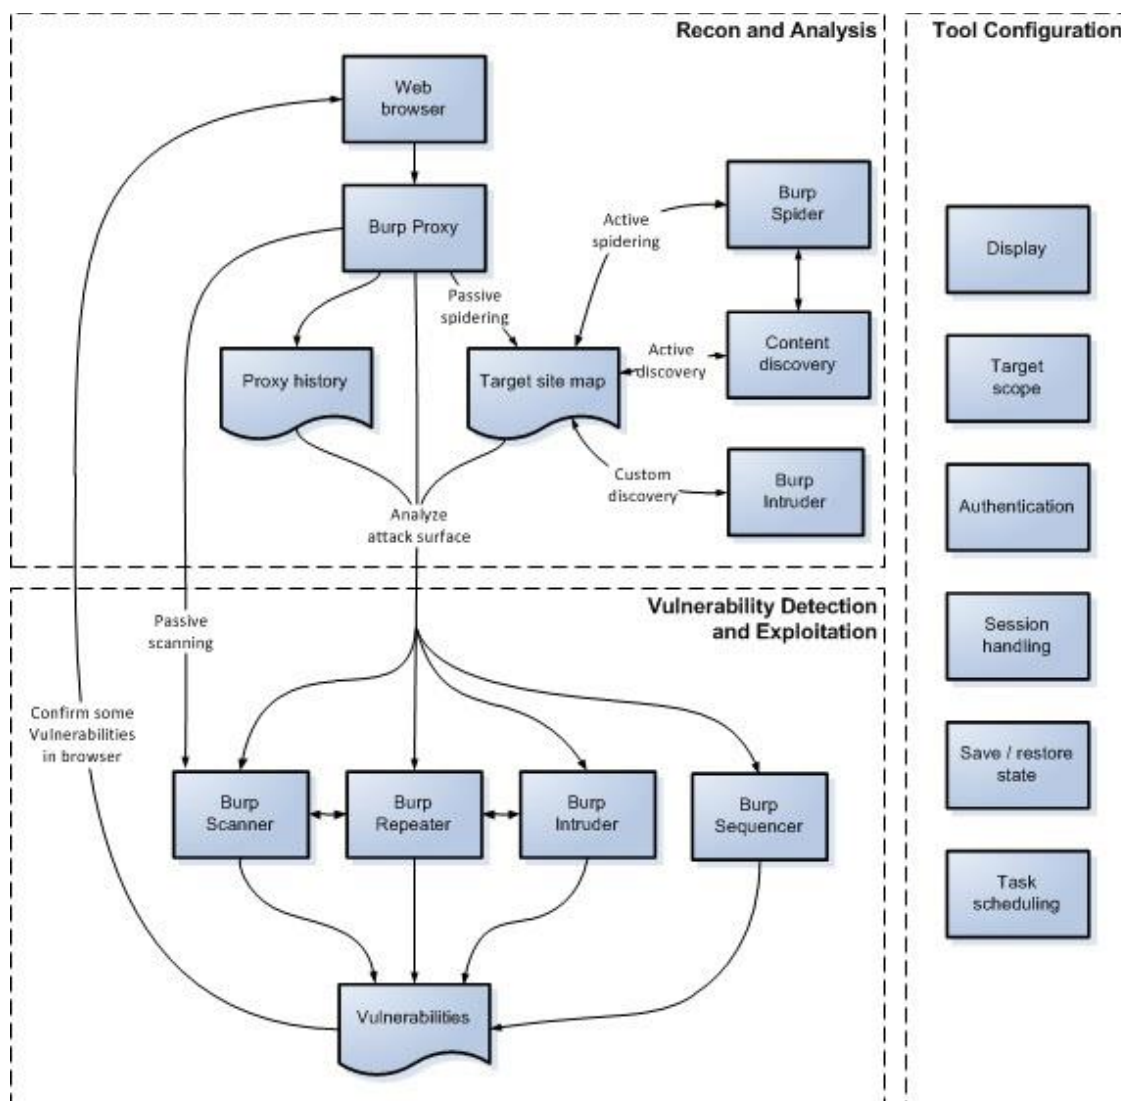 Recon and Analysis
Web
browser
Burp Proxy
Passive
spidering
Active
spidering
Burp
Spider
Proxy history
Target site map
Active
discovery
Content
discovery
Custom
discovery
Burp
Intruder
Analyze
attack surface
Vulnerability Detection
and Exploitation
Passive
scanning
Confirm some
Vulnerabilities
in browser
Burp
Scanner
Burp
Repeater
Burp
Intruder
Burp
Sequencer
Vulnerabilities
Tool Configuration
Display
Target
scope
Authentication
Session
handling
Save / restore
state
Task
scheduling